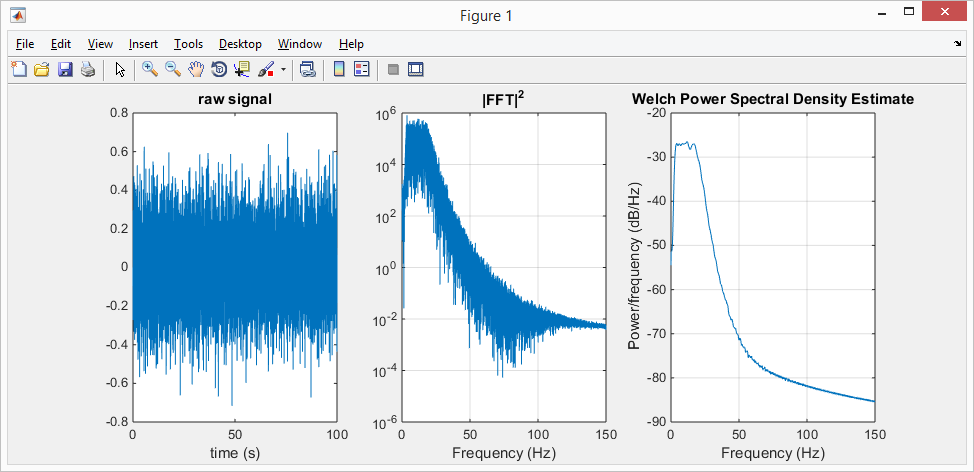 Figure 1
File Edit View Insert Tools Desktop Window Help
raw signal
0.8
0.6
0.4
0.2
0
-0.2
-0.4
-0.6
-0.8
0 50 100
time (s)
|FFT|²
10⁶
10⁴
10²
10⁰
10⁻²
10⁻⁴
10⁻⁶
0 50 100 150
Frequency (Hz)
Welch Power Spectral Density Estimate
Power/frequency (dB/Hz)
-20
-30
-40
-50
-60
-70
-80
-90
0 50 100 150
Frequency (Hz)